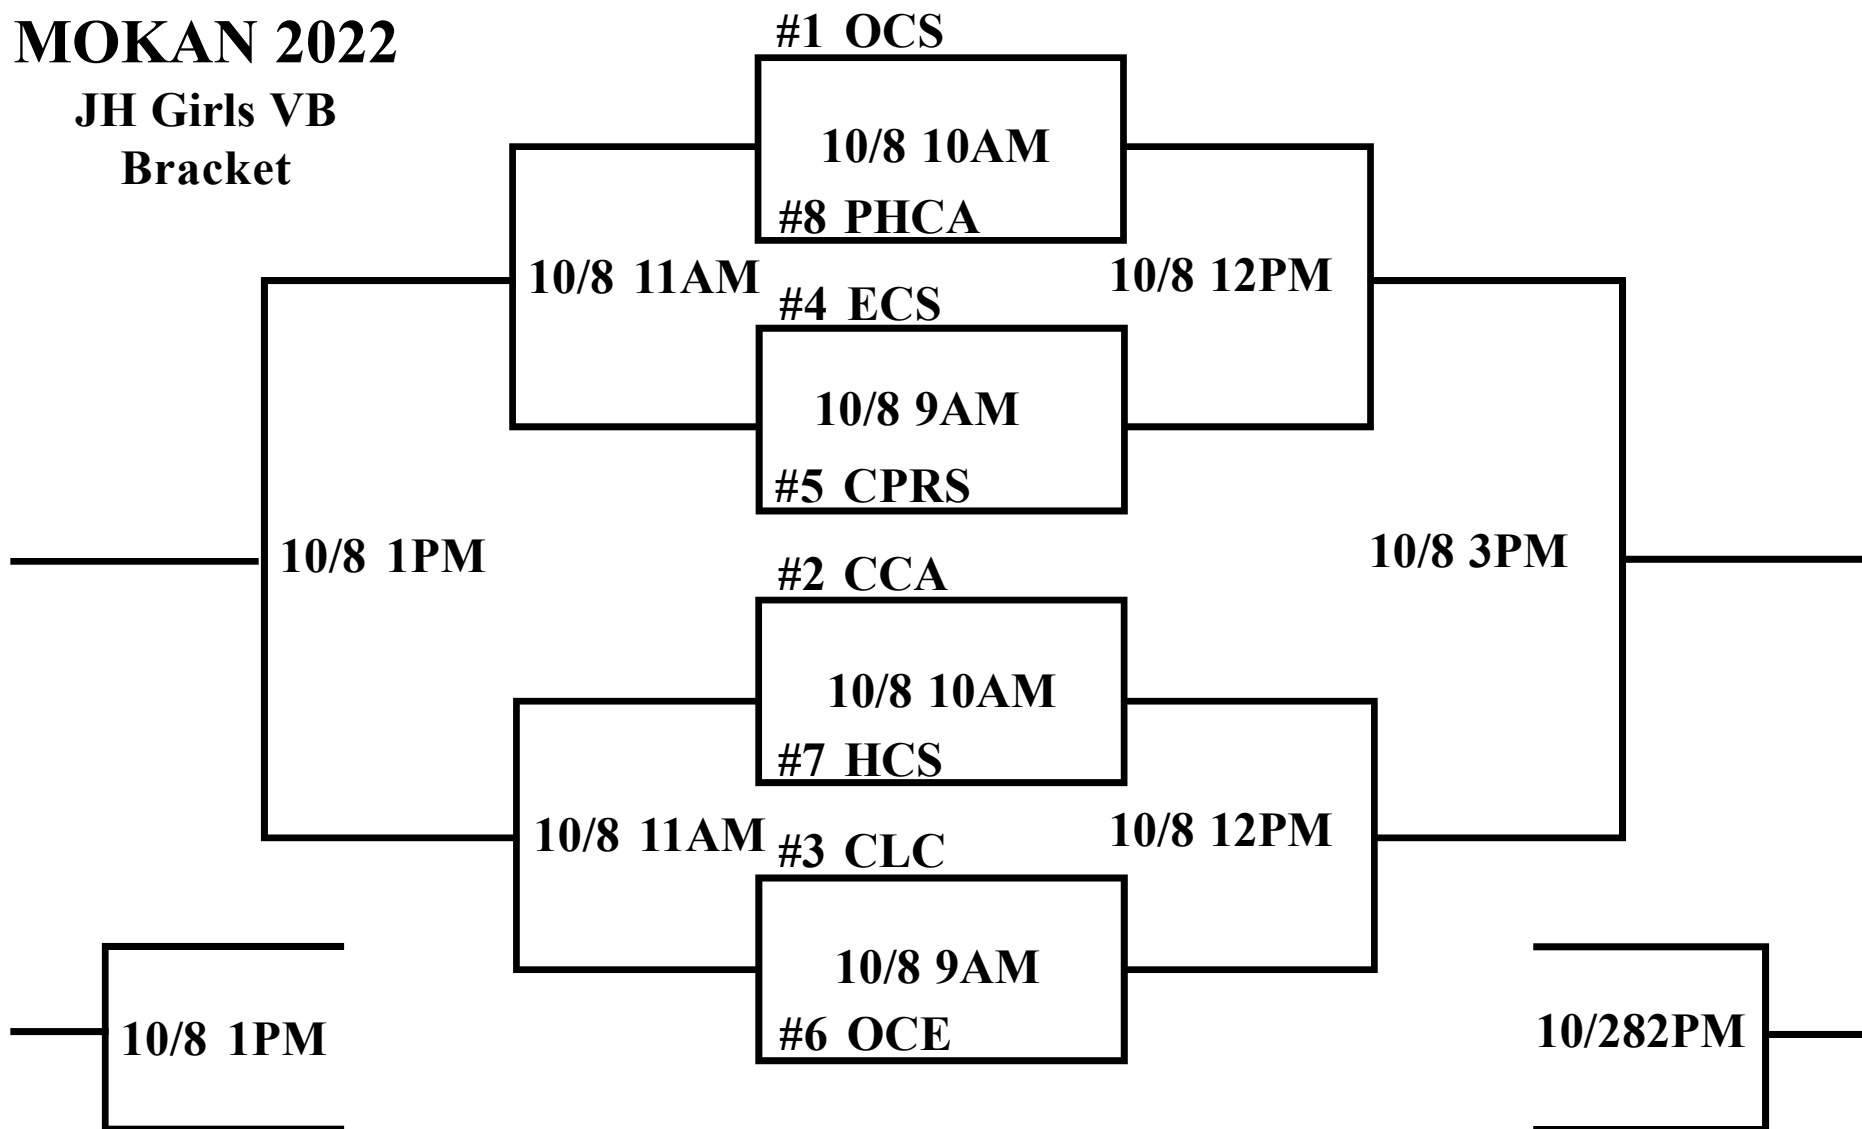 MOKAN 2022
JH Girls VB
Bracket
#1 OCS
10/8 10AM
#8 PHCA
10/8 11AM
10/8 12PM
#4 ECS
10/8 9AM
#5 CPRS
10/8 1PM
10/8 3PM
#2 CCA
10/8 10AM
#7 HCS
10/8 11AM
10/8 12PM
#3 CLC
10/8 9AM
#6 OCE
10/8 1PM
10/282PM